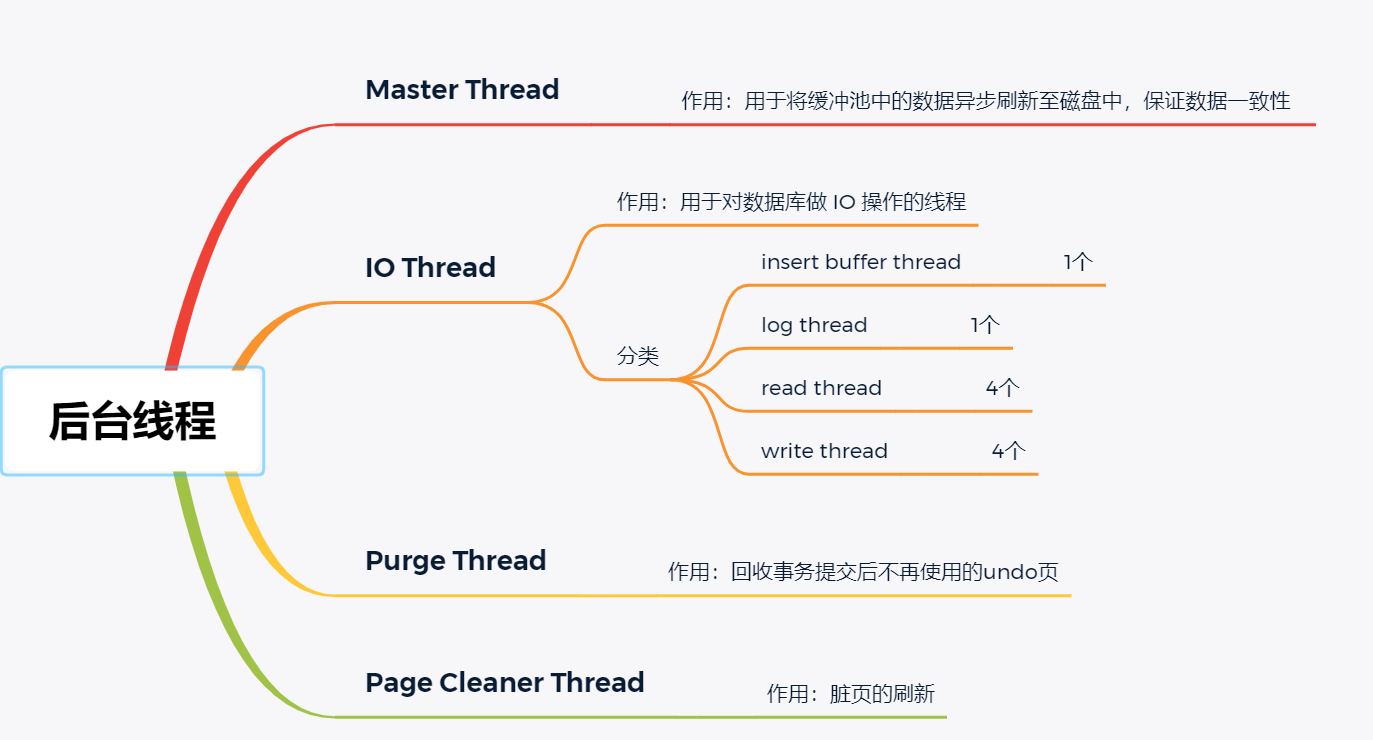 后台线程
Master Thread
作用：用于将缓冲池中的数据异步刷新至磁盘中，保证数据一致性
IO Thread
作用：用于对数据库做 IO 操作的线程
分类
insert buffer thread 1个
log thread 1个
read thread 4个
write thread 4个
Purge Thread
作用：回收事务提交后不再使用的undo页
Page Cleaner Thread
作用：脏页的刷新